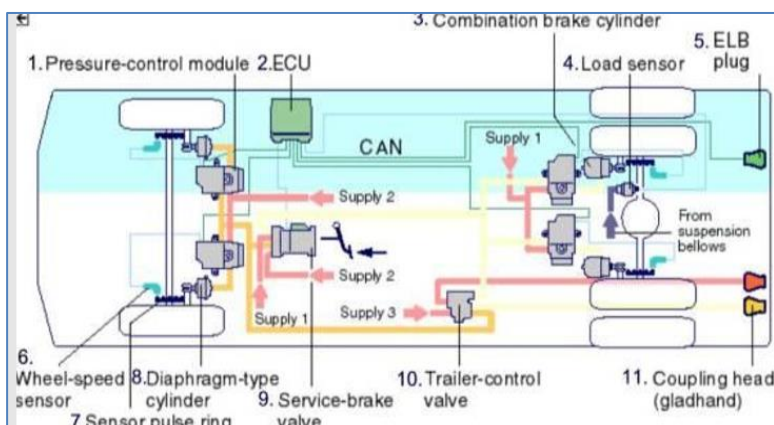 3. Combination brake cylinder
1. Pressure-control module
2. ECU
4. Load sensor
5. ELB
plug
CAN
Supply 1
Supply 2
From
suspension
bellows
Supply 2
Supply 1
Supply 3
6.
Wheel-speed
sensor
8. Diaphragm-type
cylinder
7 Sensor pulse ring
9. Service-brake
valve
10. Trailer-control
valve
11. Coupling head
(gladhand)